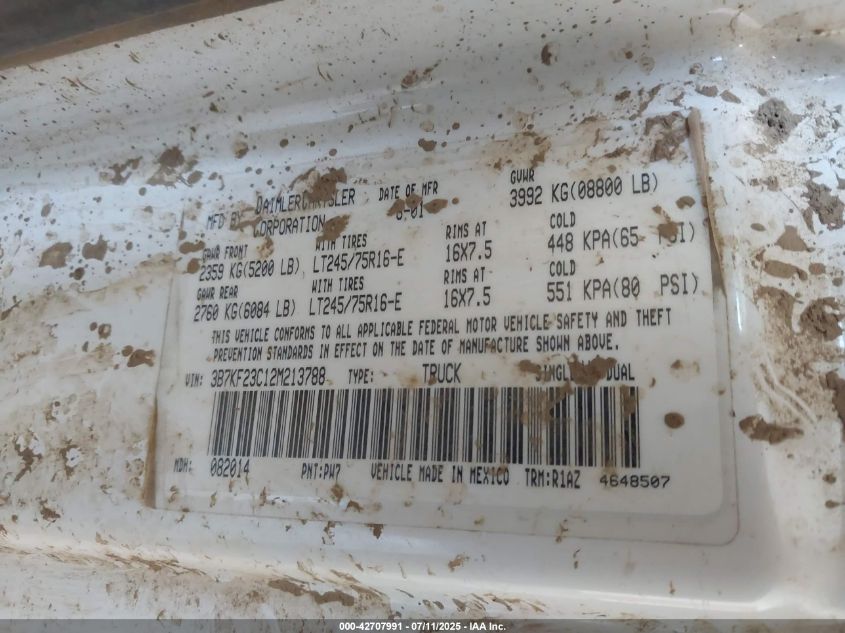 MFD BY DAIMLERCHRYSLER CORPORATION DATE OF MFR 6-01 GVWR 3992 KG(08800 LB)
GAWR FRONT WITH TIRES RIMS AT COLD
2359 KG(5200 LB) LT245/75R16-E 16X7.5 448 KPA(65 PSI)
GAWR REAR WITH TIRES RIMS AT COLD
2760 KG(6084 LB) LT245/75R16-E 16X7.5 551 KPA(80 PSI)
THIS VEHICLE CONFORMS TO ALL APPLICABLE FEDERAL MOTOR VEHICLE SAFETY AND THEFT
PREVENTION STANDARDS IN EFFECT ON THE DATE OF MANUFACTURE SHOWN ABOVE.
VIN: 3B7KF23C12M213788 TYPE: TRUCK SINGLE DUAL
MDH: 082014 PNT:PW7 VEHICLE MADE IN MEXICO TRM:R1AZ 4648507
000-42707991 - 07/11/2025 - IAA Inc.